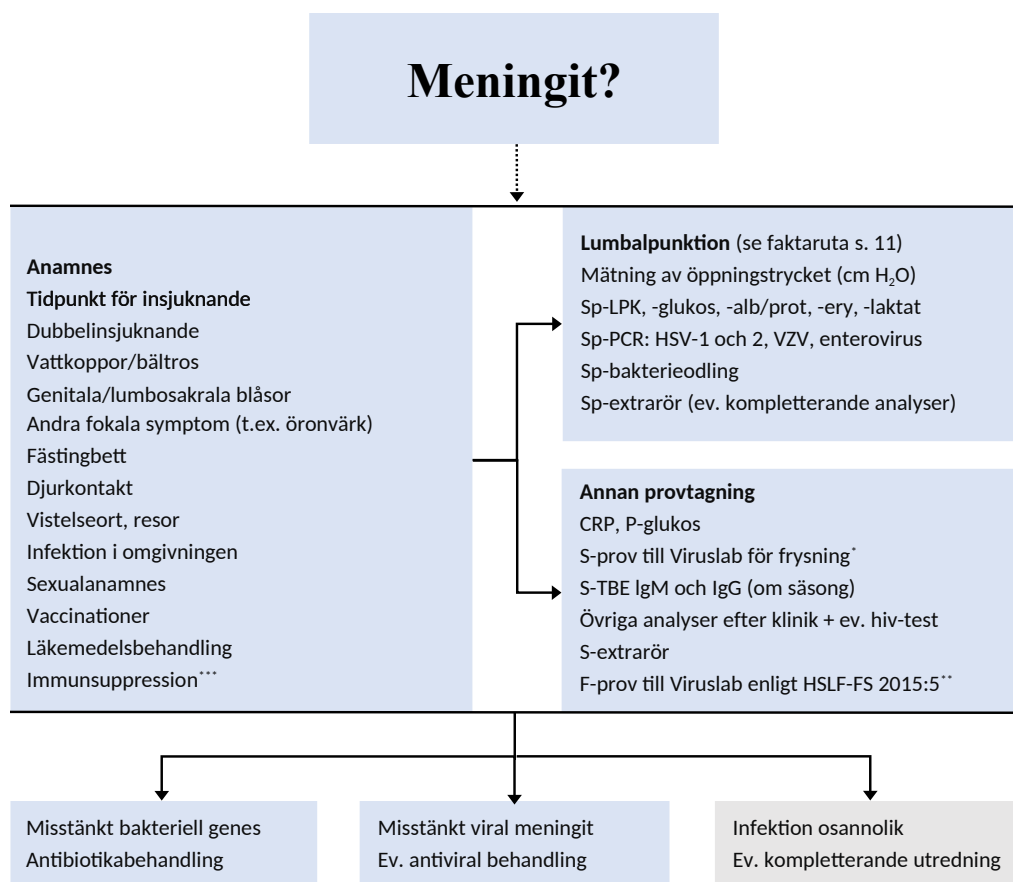 Meningit?
Anamnes
Tidpunkt för insjuknande
Dubbelinsjuknande
Vattkoppor/bältros
Genitala/lumbosakrala blåsor
Andra fokala symptom (t.ex. öronvärk)
Fästingbett
Djurkontakt
Vistelseort, resor
Infektion i omgivningen
Sexualanamnes
Vaccinationer
Läkemedelsbehandling
Immunsuppression***
Lumbalpunktion (se faktaruta s. 11)
Mätning av öppningstrycket (cm H₂O)
Sp-LPK, -glukos, -alb/prot, -ery, -laktat
Sp-PCR: HSV-1 och 2, VZV, enterovirus
Sp-bakterieodling
Sp-extrarör (ev. kompletterande analyser)
Annan provtagning
CRP, P-glukos
S-prov till Viruslab för frysning*
S-TBE lgM och IgG (om säsong)
Övriga analyser efter klinik + ev. hiv-test
S-extrarör
F-prov till Viruslab enligt HSLF-FS 2015:5**
Misstänkt bakteriell genes
Antibiotikabehandling
Misstänkt viral meningit
Ev. antiviral behandling
Infektion osannolik
Ev. kompletterande utredning